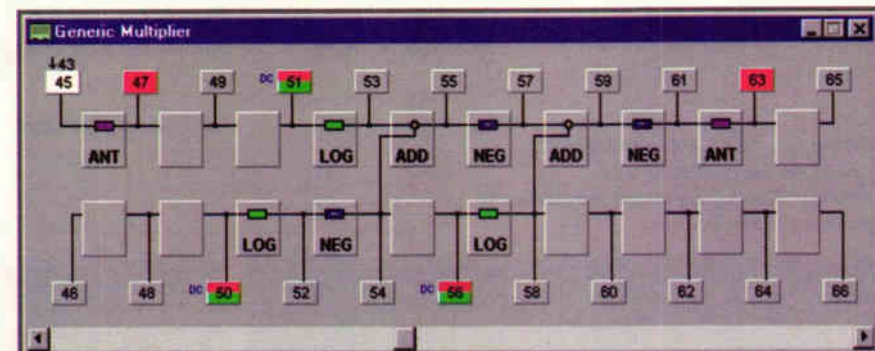 Generic Multiplier
↓43
45 47 49 DC 51 53 55 57 59 61 63 65
ANT LOG ADD NEG ADD NEG ANT
LOG NEG LOG
46 48 DC 50 52 54 DC 56 58 60 62 64 66